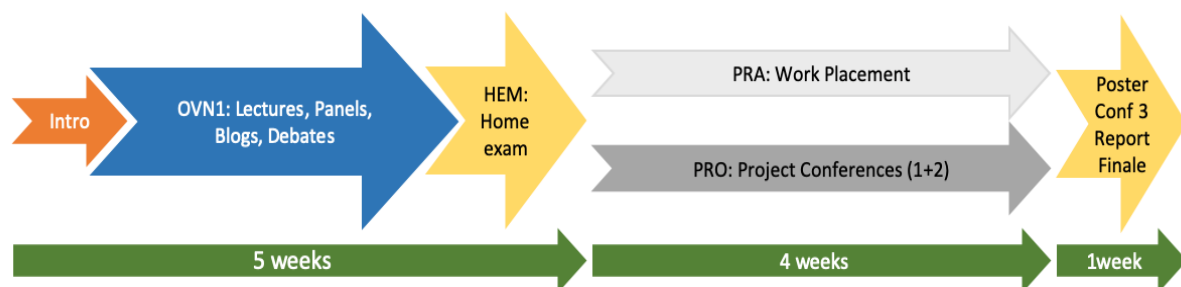 Intro
OVN1: Lectures, Panels,
Blogs, Debates
HEM:
Home
exam
PRA: Work Placement
PRO: Project Conferences (1+2)
Poster
Conf 3
Report
Finale
5 weeks
4 weeks
1week